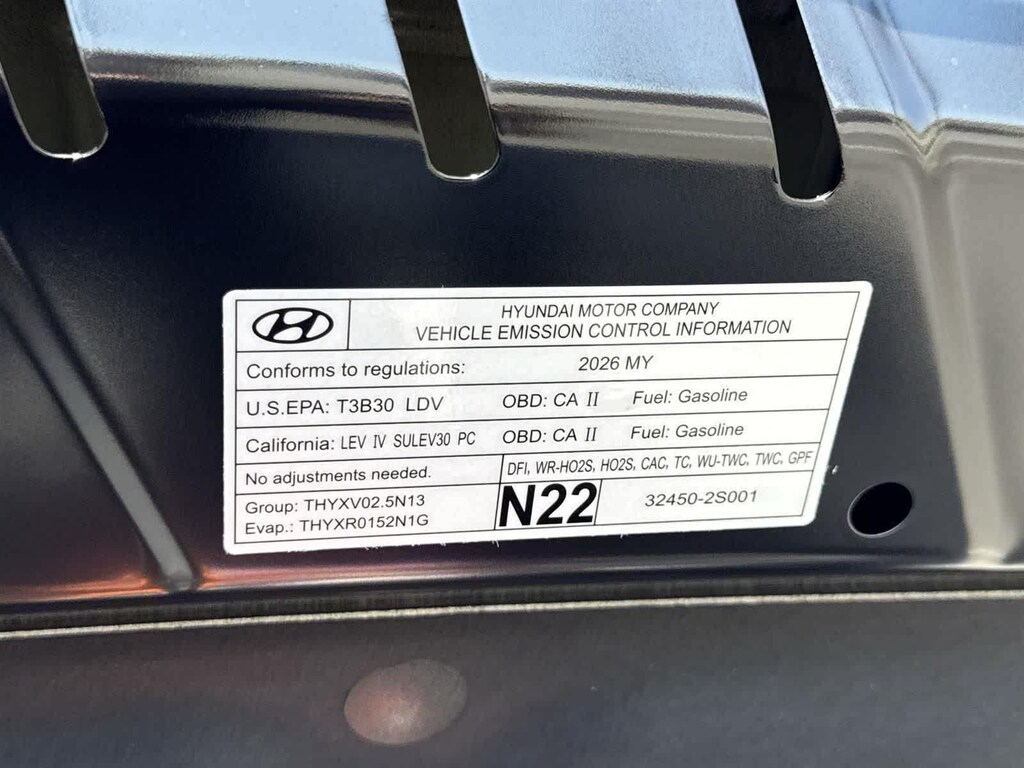 HYUNDAI MOTOR COMPANY
VEHICLE EMISSION CONTROL INFORMATION
Conforms to regulations: 2026 MY
U.S.EPA: T3B30 LDV OBD: CA II Fuel: Gasoline
California: LEV IV SULEV30 PC OBD: CA II Fuel: Gasoline
No adjustments needed. DFI, WR-HO2S, HO2S, CAC, TC, WU-TWC, TWC, GPF
Group: THYXV02.5N13
Evap.: THYXR0152N1G
N22
32450-2S001